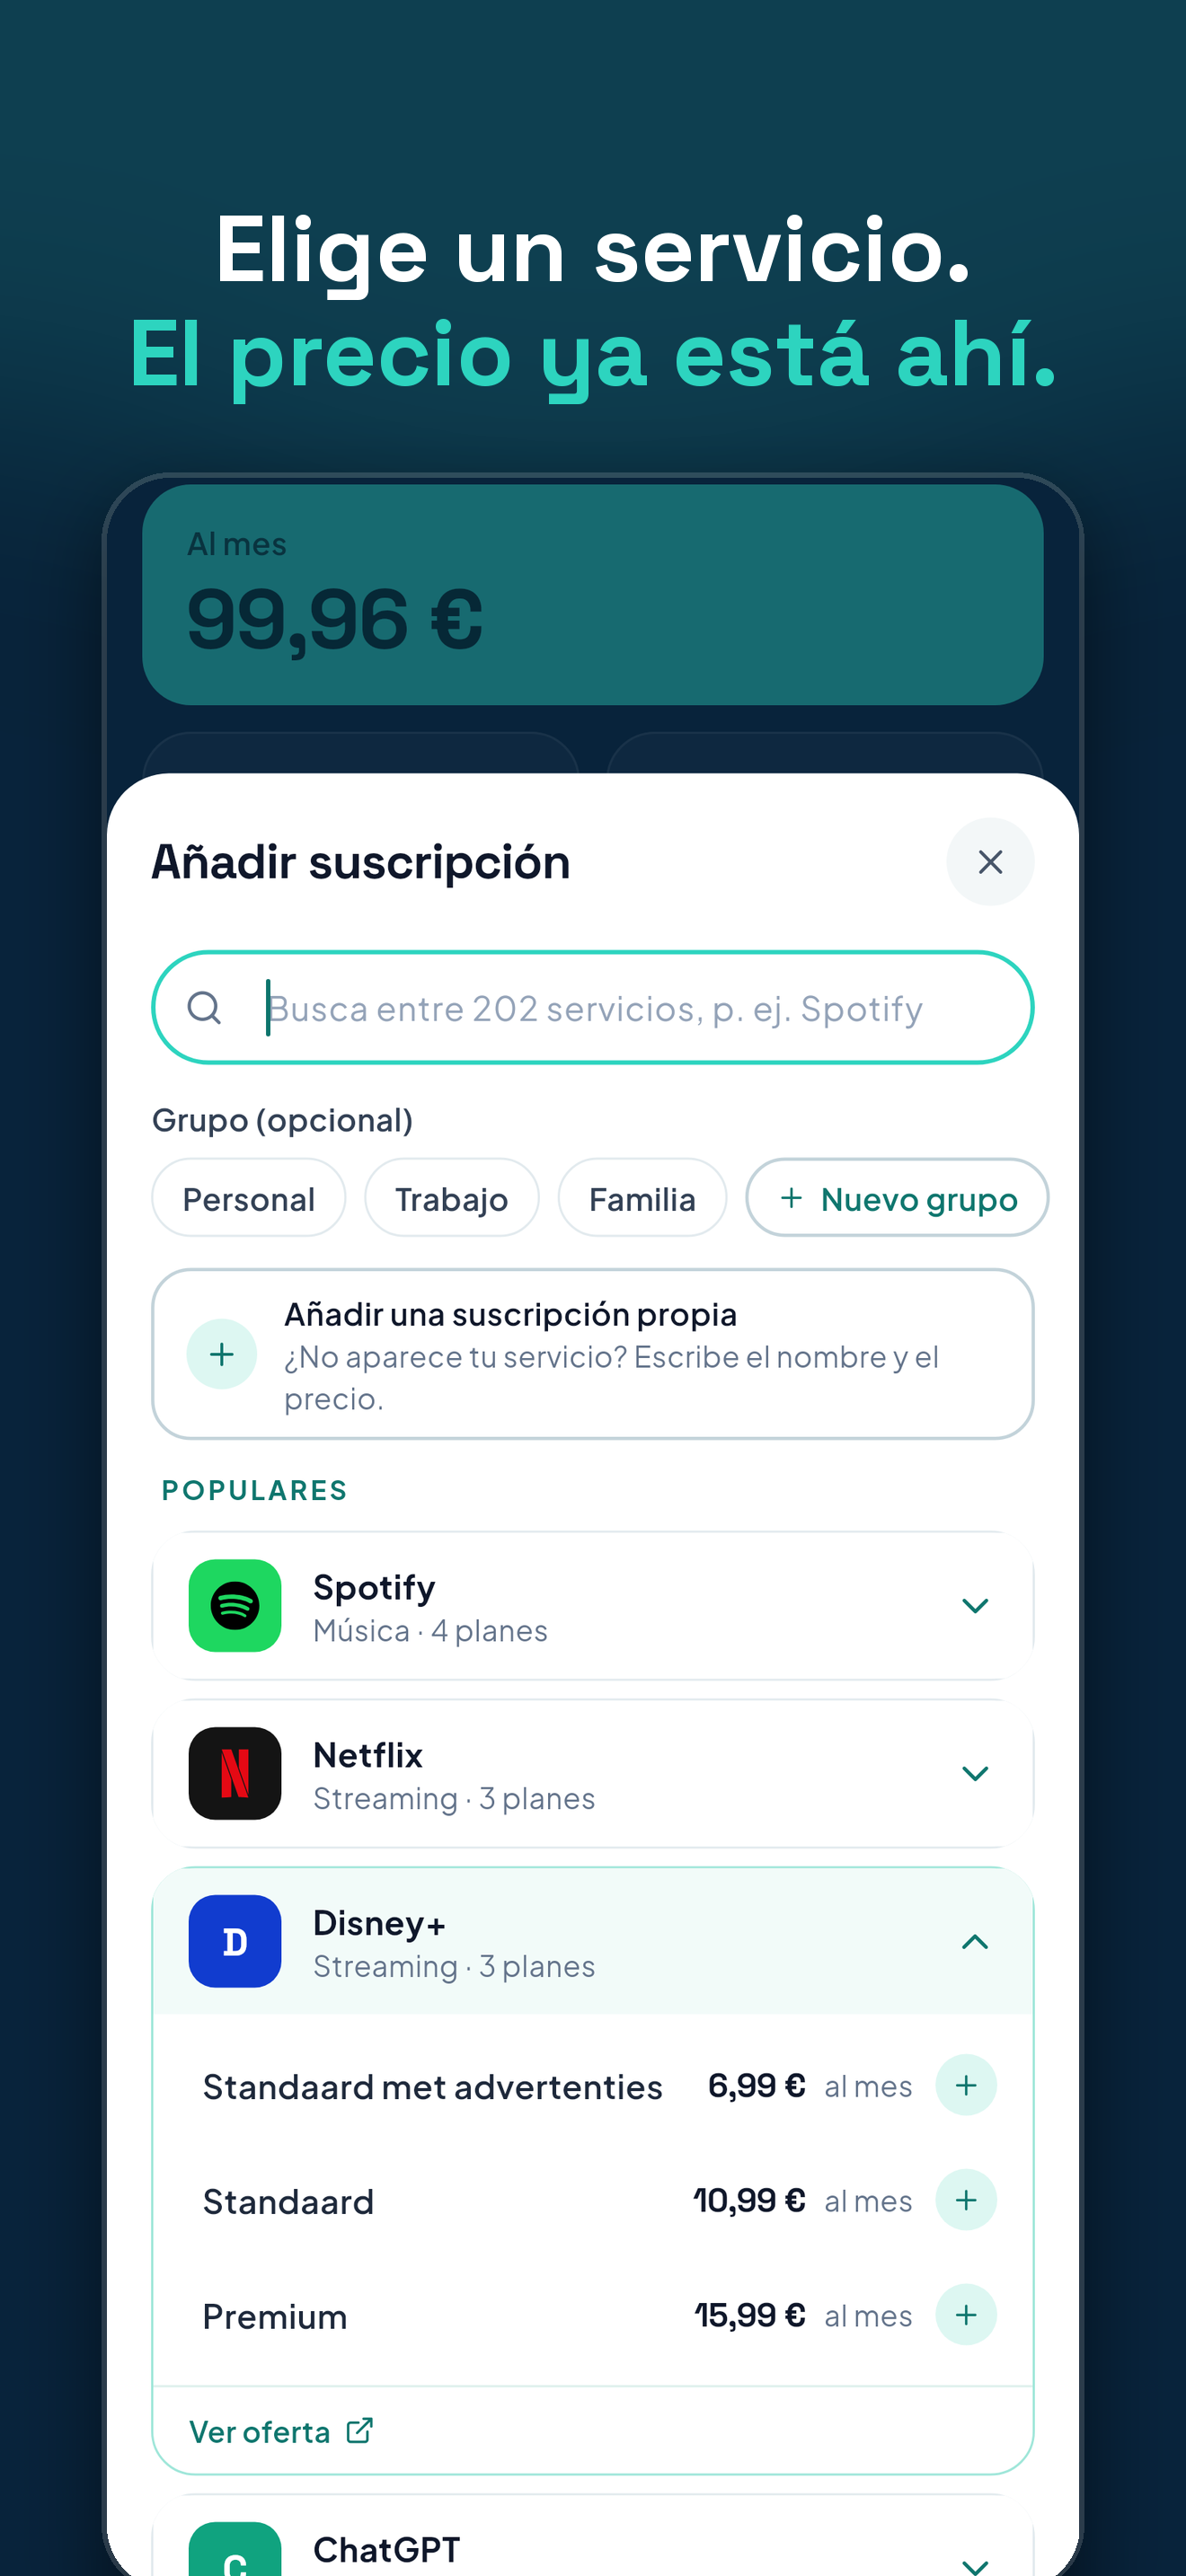 Elige un servicio.
El precio ya está ahí.
Al mes
99,96 €
Añadir suscripción
Busca entre 202 servicios, p. ej. Spotify
Grupo (opcional)
Personal
Trabajo
Familia
+ Nuevo grupo
Añadir una suscripción propia
¿No aparece tu servicio? Escribe el nombre y el
precio.
POPULARES
Spotify
Música · 4 planes
N
Netflix
Streaming · 3 planes
D
Disney+
Streaming · 3 planes
Standaard met advertenties 6,99 € al mes
Standaard 10,99 € al mes
Premium 15,99 € al mes
Ver oferta
C
ChatGPT